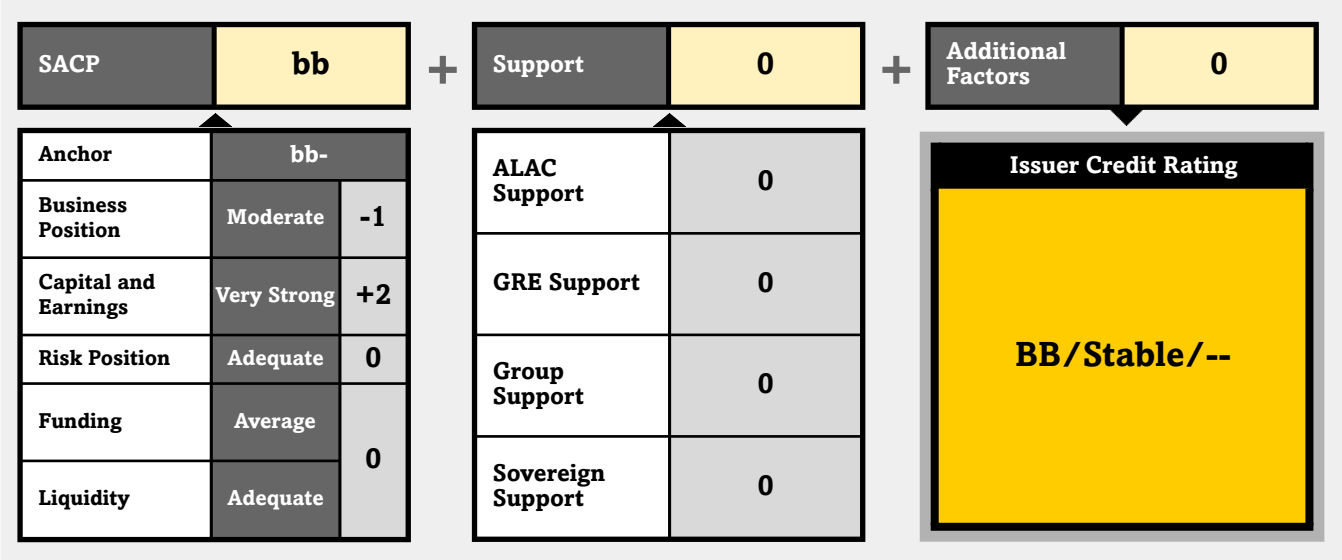 SACP
bb
+
Support
0
+
Additional
Factors
0
Anchor
bb-
Business
Position
Moderate
-1
Capital and
Earnings
Very Strong
+2
Risk Position
Adequate
0
Funding
Average
0
Liquidity
Adequate
ALAC
Support
0
GRE Support
0
Group
Support
0
Sovereign
Support
0
Issuer Credit Rating
BB/Stable/--